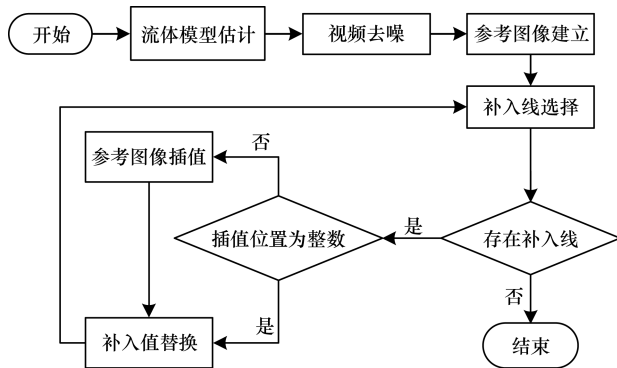 开始
流体模型估计
视频去噪
参考图像建立
补入线选择
参考图像插值
否
插值位置为整数
是
存在补入线
是
否
补入值替换
结束